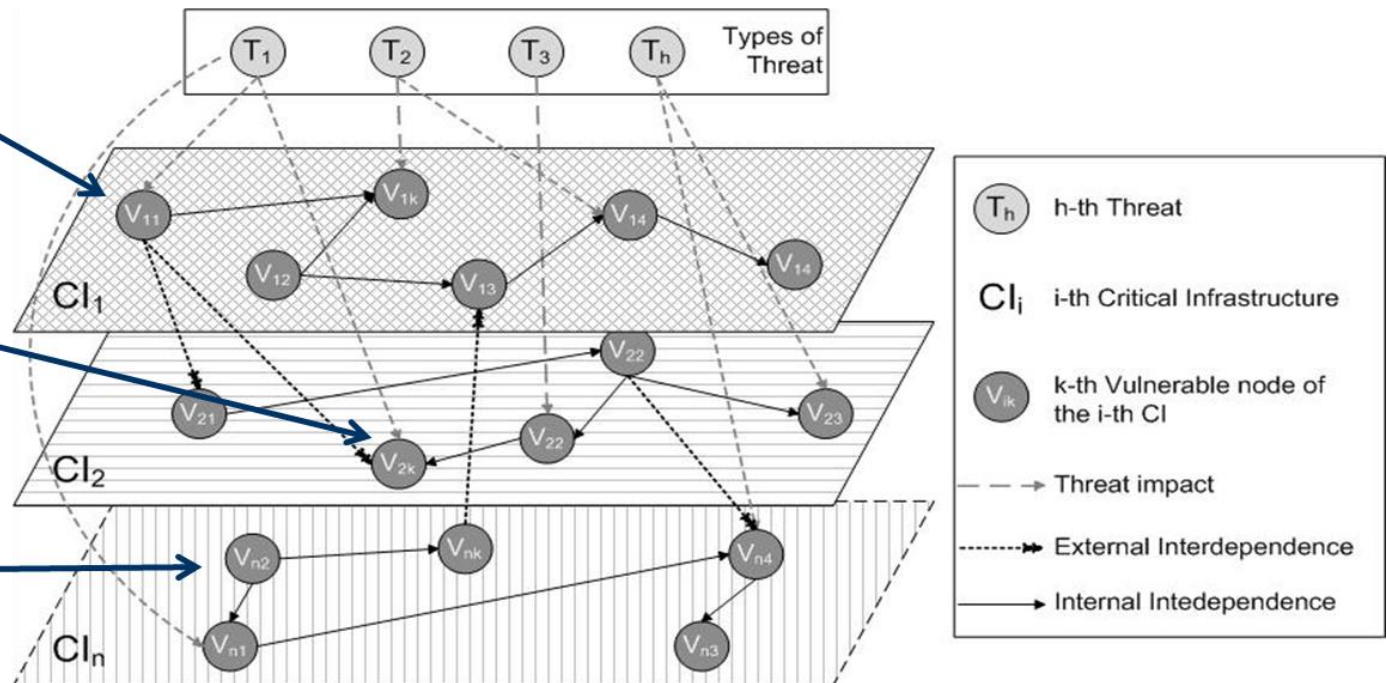 T1 T2 T3 Th Types of
Threat
V11 V1k V14
V12 V13 V14
CI1
V22
V21 V23
V2k V22
CI2
Vn2 Vnk Vn4
Vn1 Vn3
CIn
Th h-th Threat
CIi i-th Critical Infrastructure
Vik k-th Vulnerable node of
the i-th CI
Threat impact
External Interdependence
Internal Intedependence